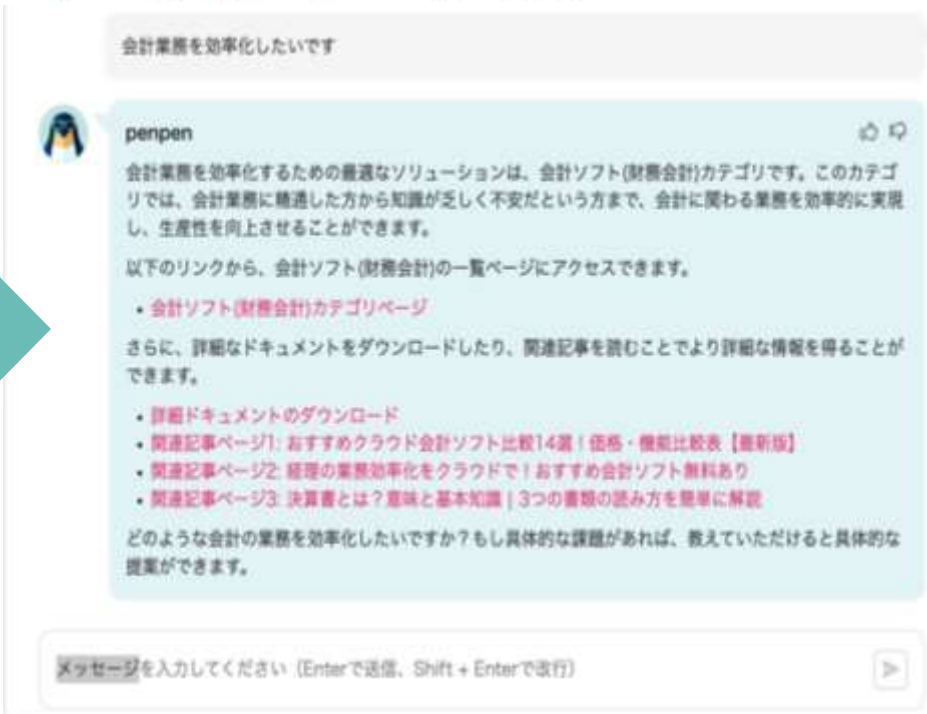 会計業務を効率化したいです
penpen
会計業務を効率化するための最適なソリューションは、会計ソフト(財務会計)カテゴリです。このカテゴ
リでは、会計業務に精通した方から知識が乏しく不安だという方まで、会計に関わる業務を効率的に実現
し、生産性を向上させることができます。
以下のリンクから、会計ソフト(財務会計)の一覧ページにアクセスできます。
• 会計ソフト(財務会計)カテゴリページ
さらに、詳細なドキュメントをダウンロードしたり、関連記事を読むことでより詳細な情報を得ることが
できます。
• 詳細ドキュメントのダウンロード
• 関連記事ページ1: おすすめクラウド会計ソフト比較14選！価格・機能比較表【最新版】
• 関連記事ページ2: 経理の業務効率化をクラウドで！おすすめ会計ソフト無料あり
• 関連記事ページ3: 決算書とは？意味と基本知識 | 3つの書類の読み方を簡単に解説
どのような会計の業務を効率化したいですか？もし具体的な課題があれば、教えていただけると具体的な
提案ができます。
メッセージを入力してください（Enterで送信、Shift + Enterで改行）